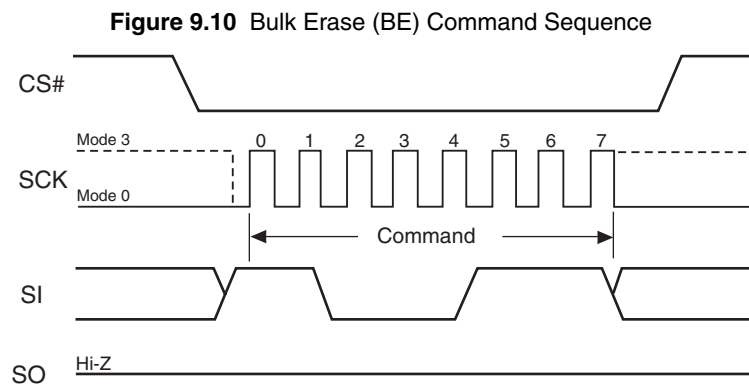 Figure 9.10 Bulk Erase (BE) Command Sequence
CS#
Mode 3
0 1 2 3 4 5 6 7
SCK
Mode 0
Command
SI
Hi-Z
SO